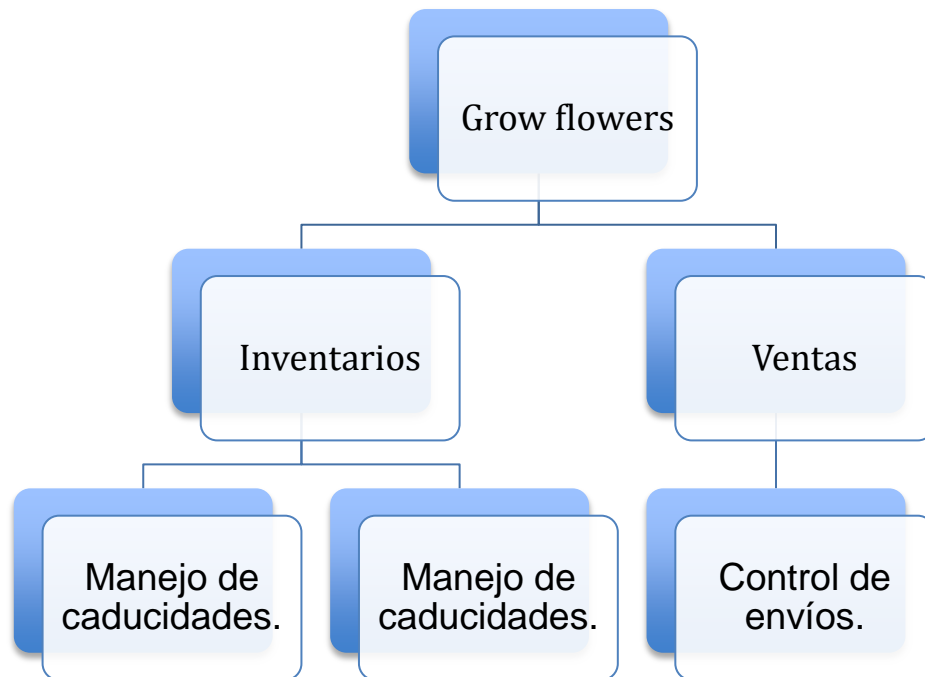 Grow flowers
Inventarios
Ventas
Manejo de
caducidades.
Manejo de
caducidades.
Control de
envíos.